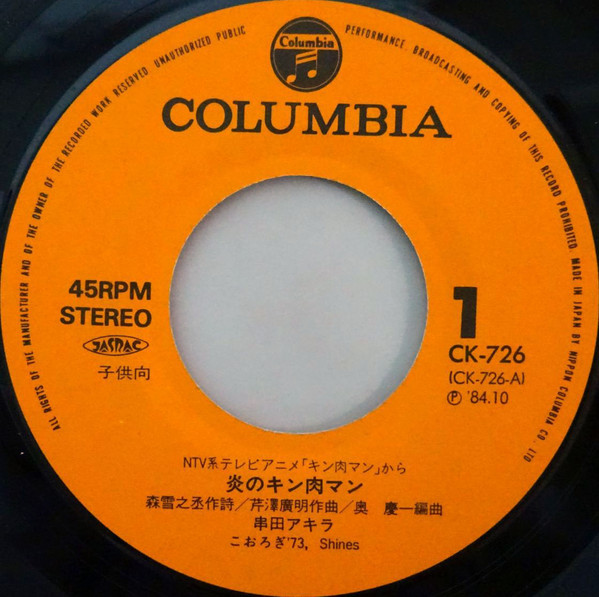 ALL RIGHTS OF THE MANUFACTURER AND OF THE OWNER OF THE RECORDED WORK RESERVED. UNAUTHORIZED PUBLIC PERFORMANCE. BROADCASTING AND COPYING OF THIS RECORD PROHIBITED. MADE IN JAPAN BY NIPPON COLUMBIA CO., LTD
Columbia
COLUMBIA
45RPM
STEREO
JASRAC
子供向
1
CK-726
(CK-726-A)
Ⓟ '84.10
NTV系テレビアニメ「キン肉マン」から
炎のキン肉マン
森雪之丞作詩／芹澤廣明作曲／奥 慶一編曲
串田アキラ
こおろぎ'73, Shines